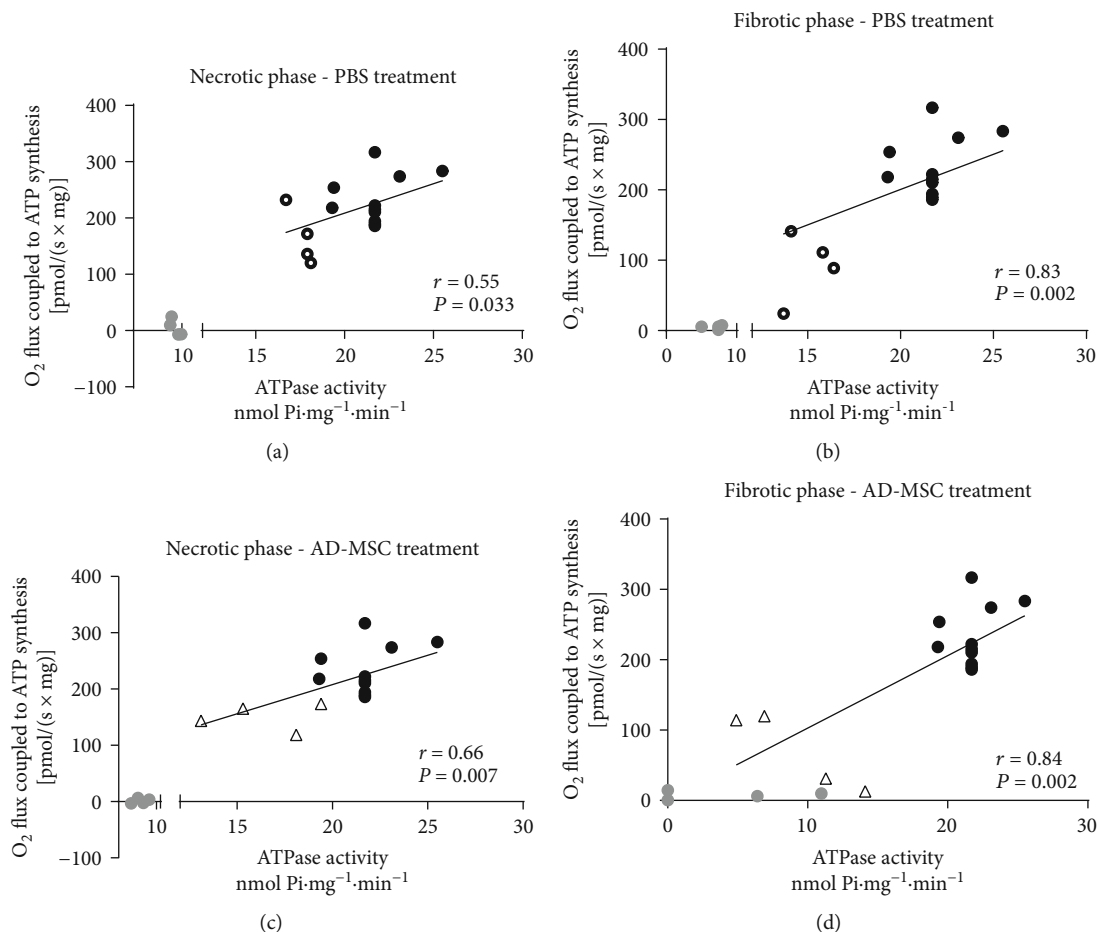 Necrotic phase - PBS treatment
O₂ flux coupled to ATP synthesis
[pmol/(s × mg)]
400
300
200
100
0
−100
10
15
20
25
30
r = 0.55
P = 0.033
ATPase activity
nmol Pi·mg⁻¹·min⁻¹
(a)
Fibrotic phase - PBS treatment
O₂ flux coupled to ATP synthesis
[pmol/(s × mg)]
400
300
200
100
0
0
10
15
20
25
30
r = 0.83
P = 0.002
ATPase activity
nmol Pi·mg⁻¹·min⁻¹
(b)
Necrotic phase - AD-MSC treatment
O₂ flux coupled to ATP synthesis
[pmol/(s × mg)]
400
300
200
100
0
−100
10
15
20
25
30
r = 0.66
P = 0.007
ATPase activity
nmol Pi·mg⁻¹·min⁻¹
(c)
Fibrotic phase - AD-MSC treatment
O₂ flux coupled to ATP synthesis
[pmol/(s × mg)]
400
300
200
100
0
0
10
20
30
r = 0.84
P = 0.002
ATPase activity
nmol Pi·mg⁻¹·min⁻¹
(d)